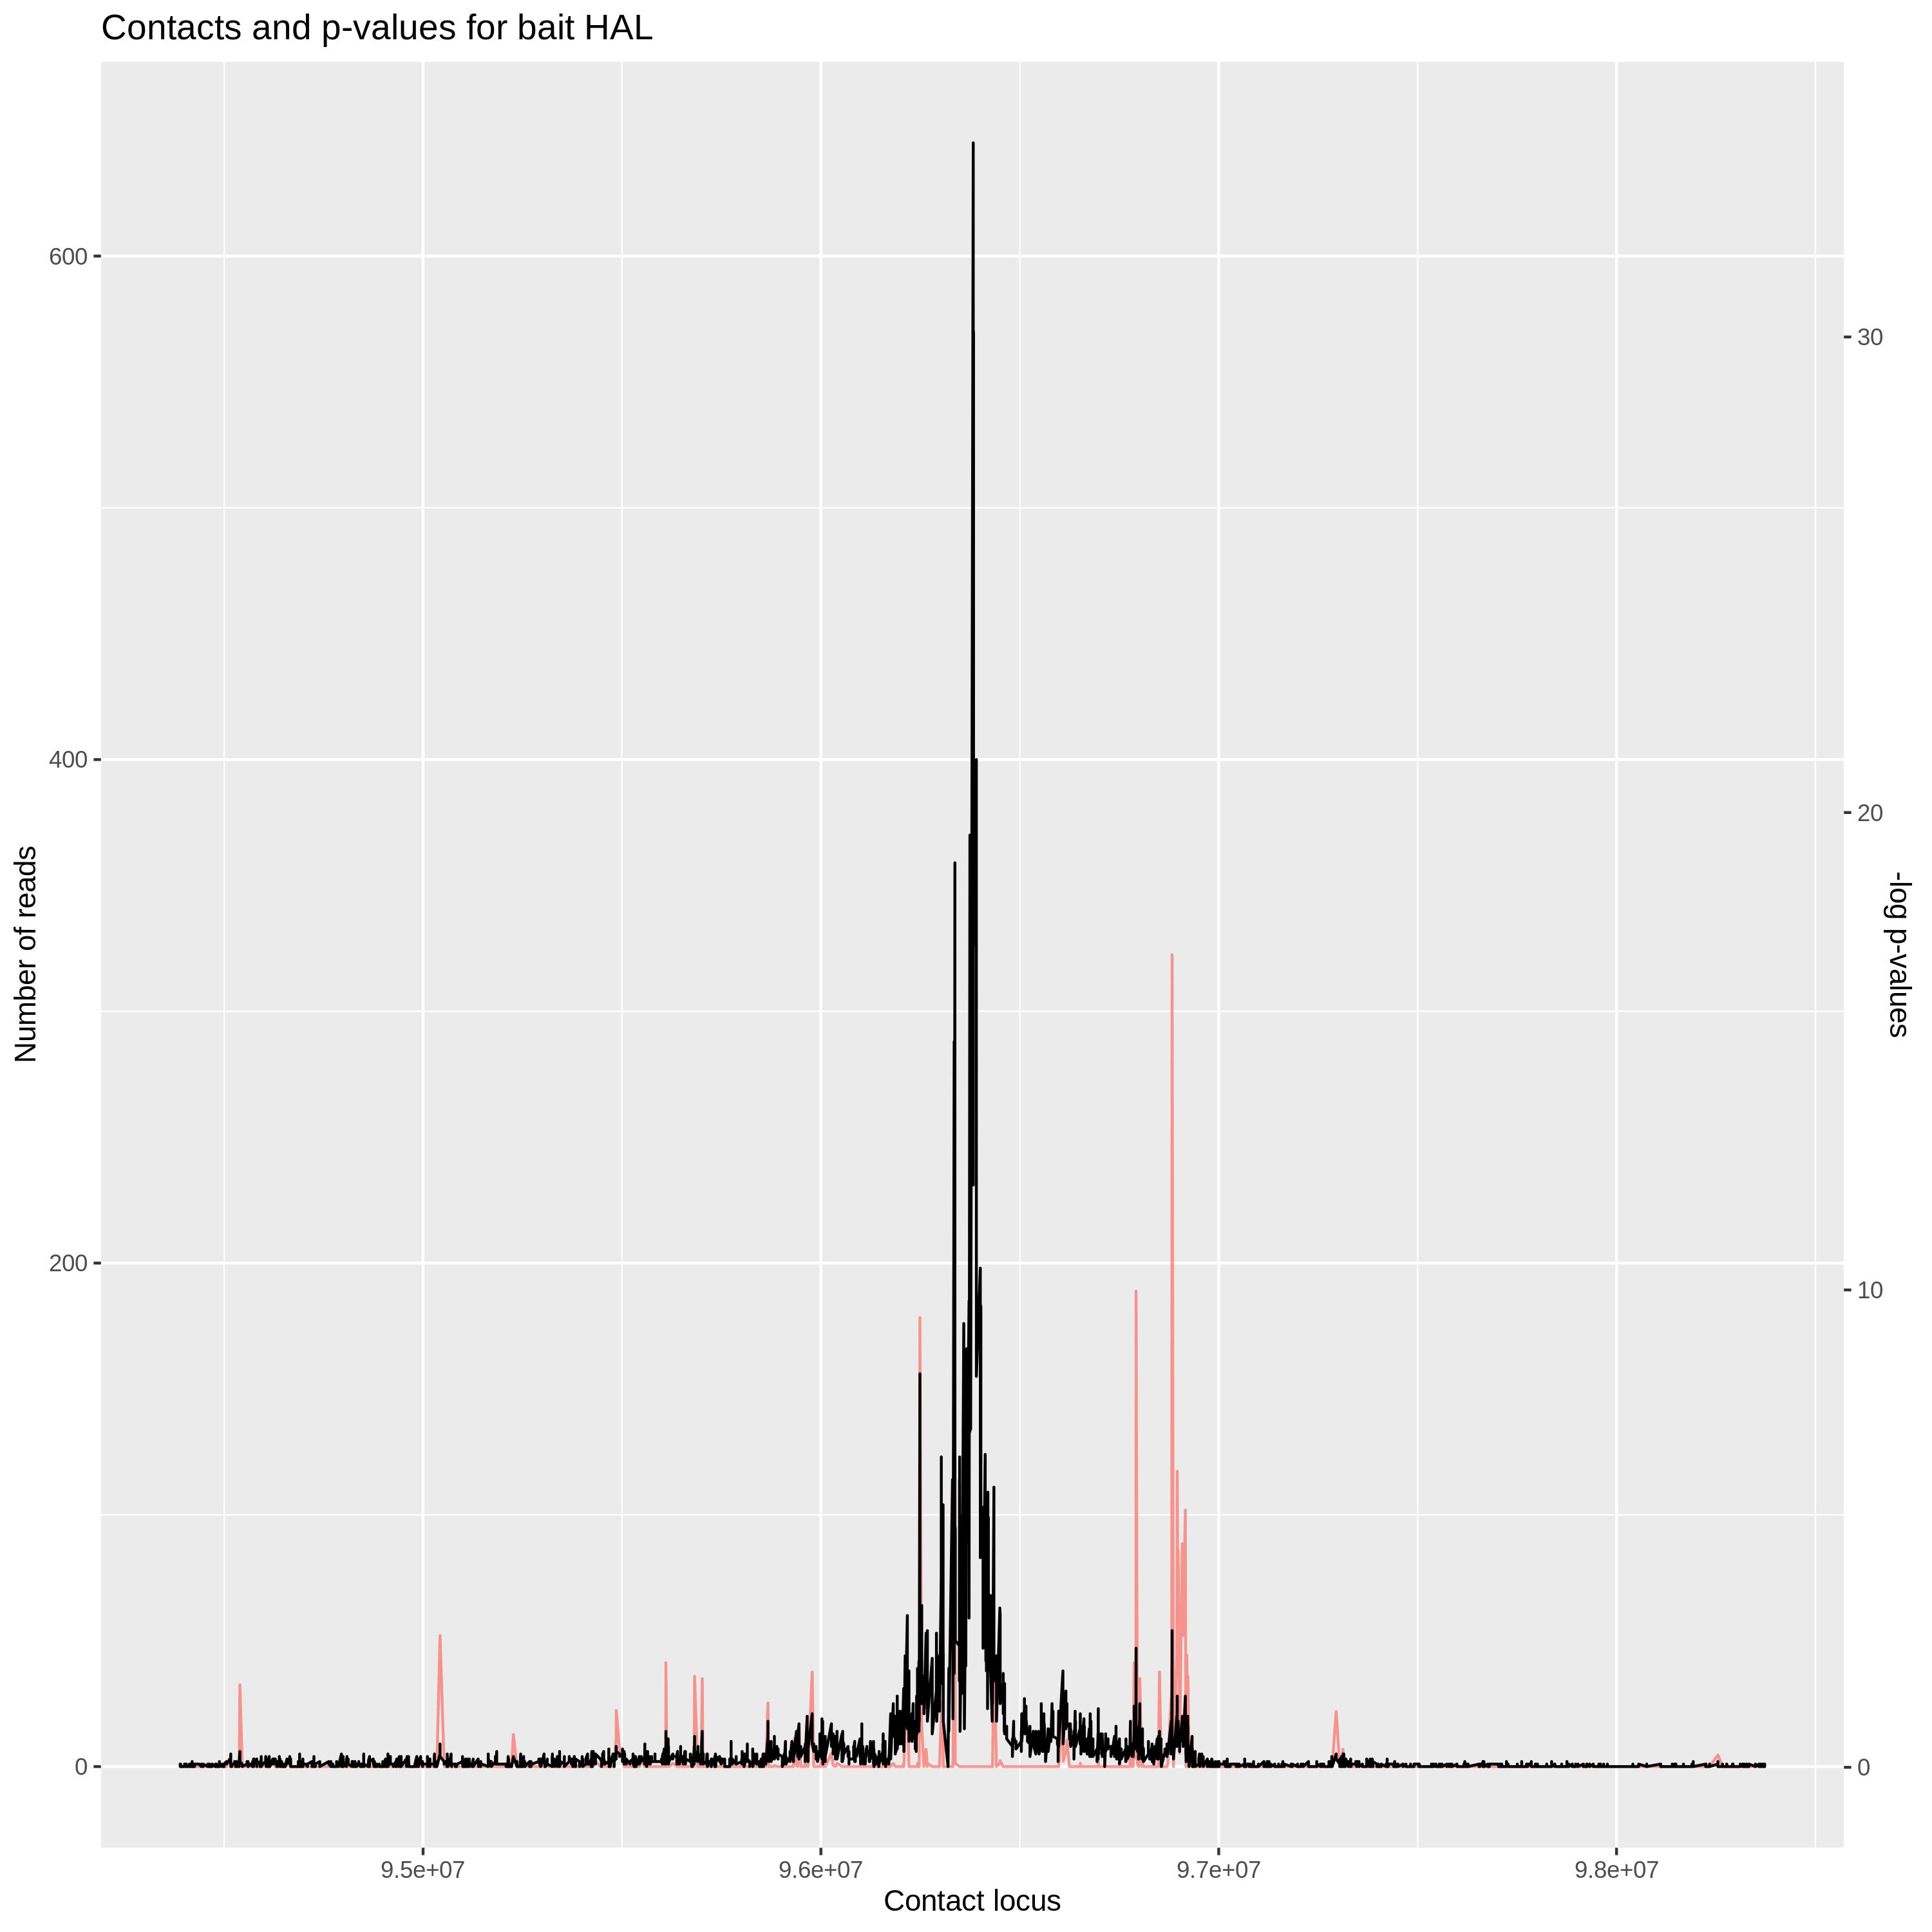 Contacts and p-values for bait HAL
600
400
200
0
Number of reads
30
20
10
0
-log p-values
9.5e+07
9.6e+07
9.7e+07
9.8e+07
Contact locus